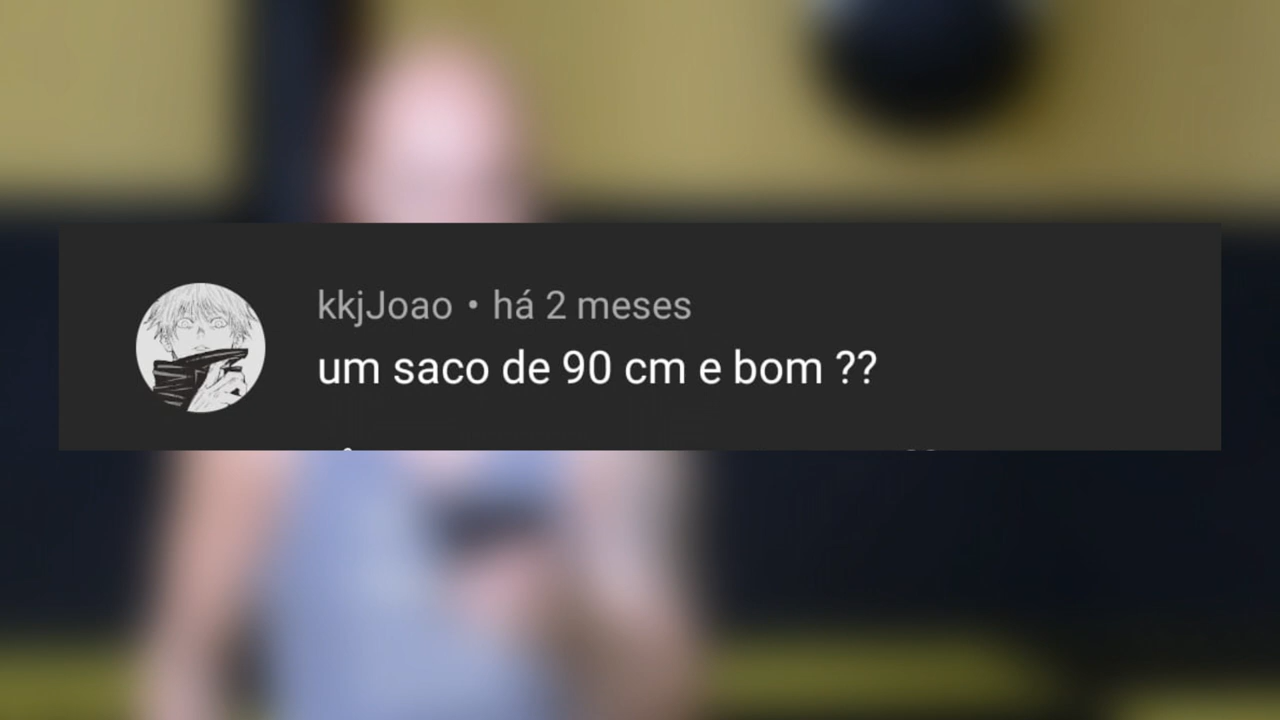 kkjJoao • há 2 meses
um saco de 90 cm e bom ??